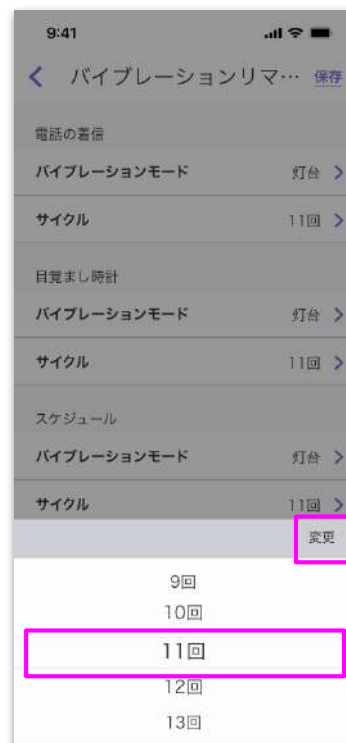 9:41
バイブレーションリマ… 保存
電話の着信
バイブレーションモード 灯台
サイクル 11回
目覚まし時計
バイブレーションモード 灯台
サイクル 11回
スケジュール
バイブレーションモード 灯台
サイクル 11回
変更
9回
10回
11回
12回
13回